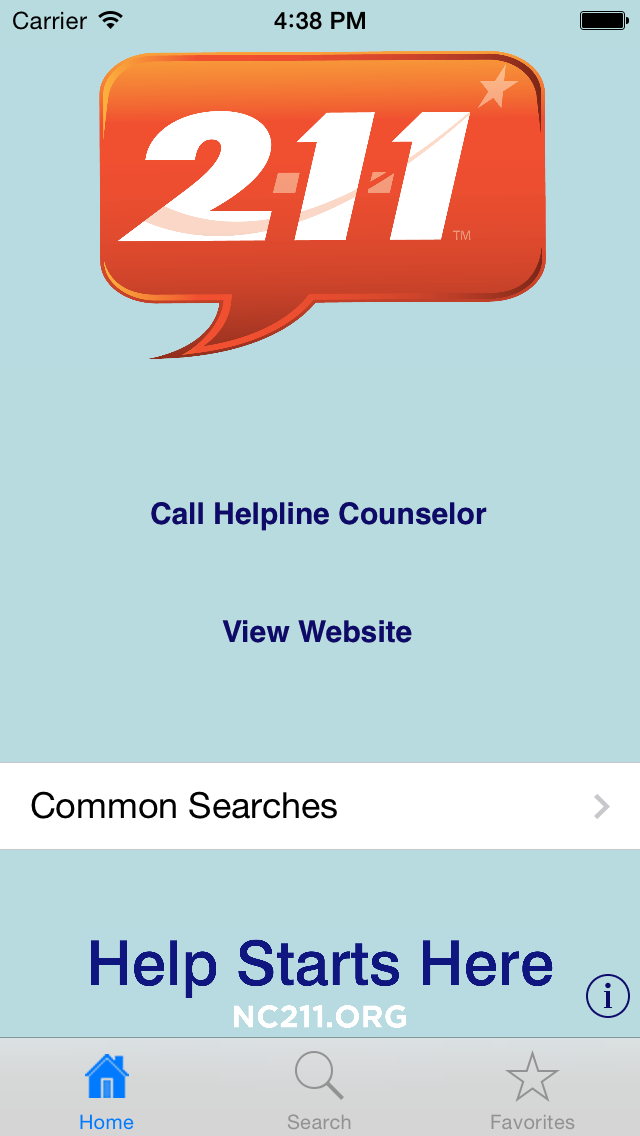 Carrier 4:38 PM
2-1-1 TM
Call Helpline Counselor
View Website
Common Searches
Help Starts Here
NC211.ORG
i
Home Search Favorites